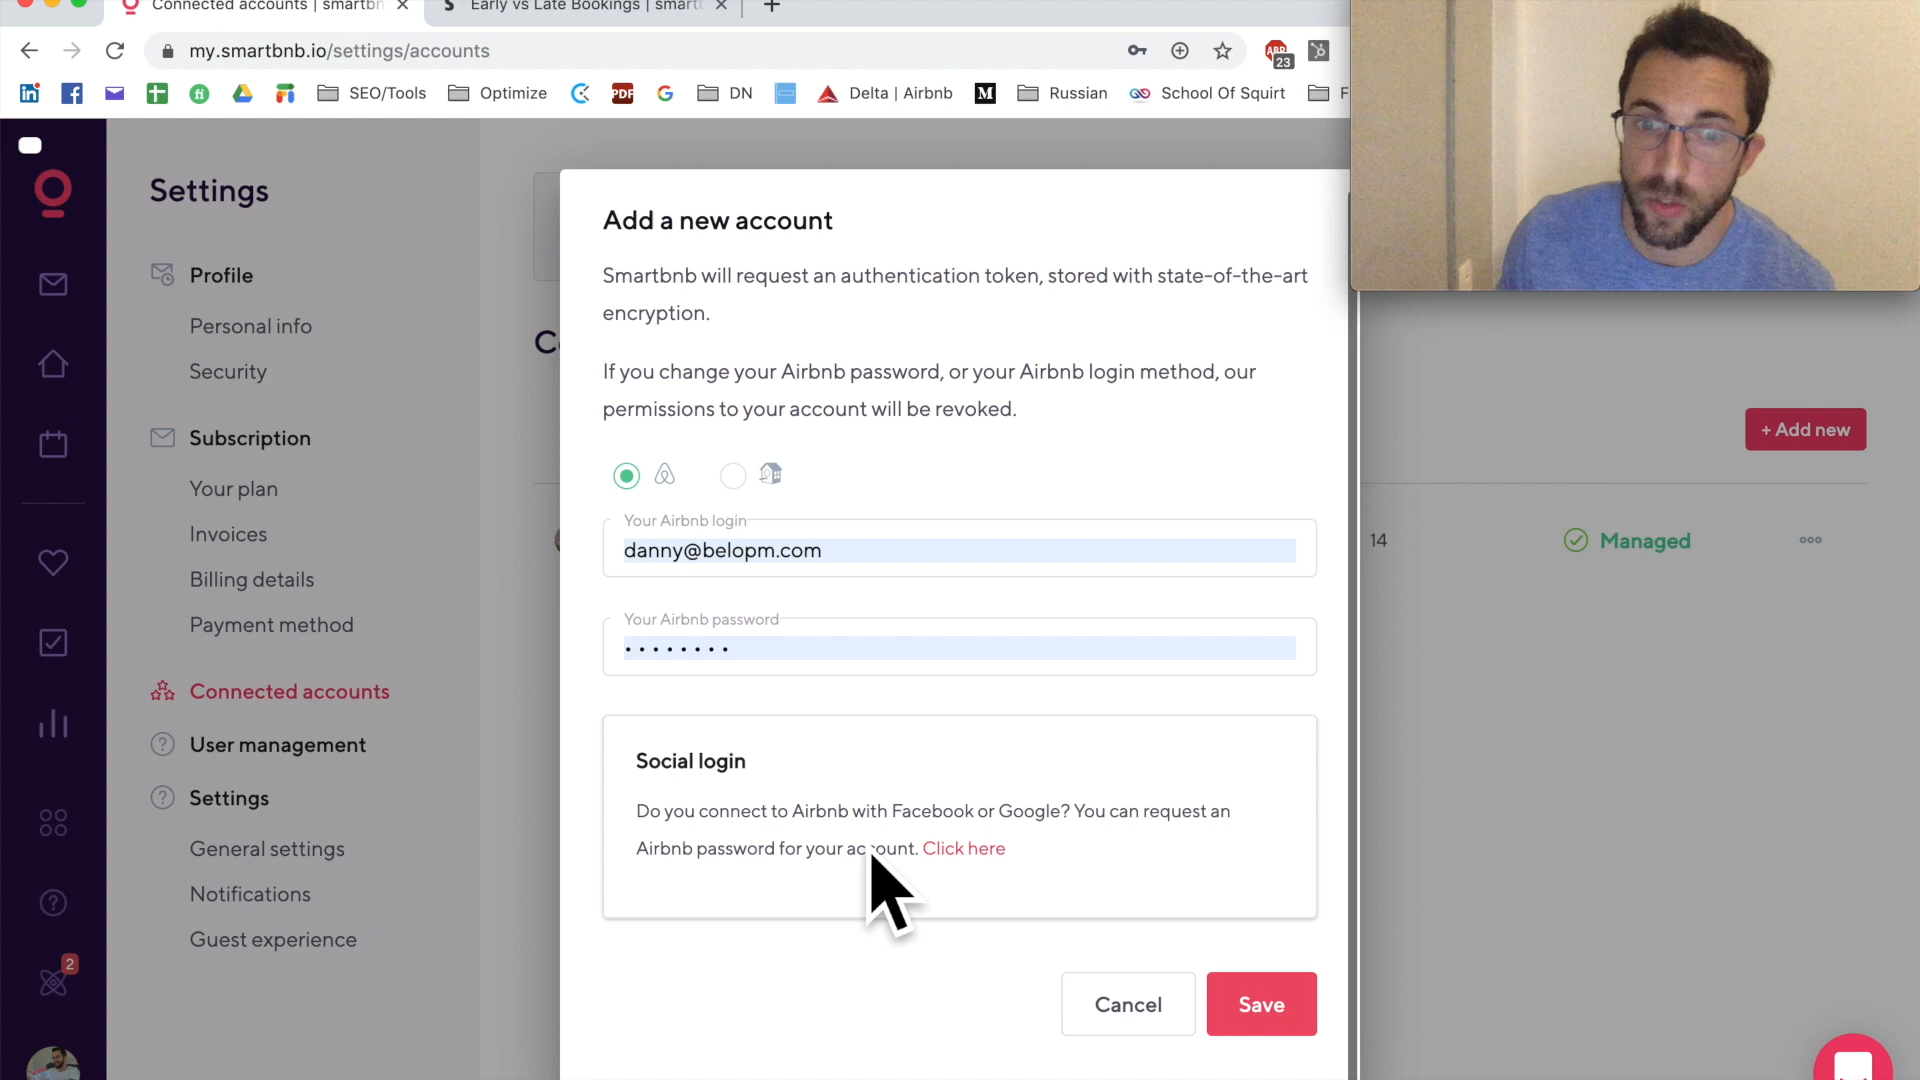 Connected accounts | smartbn
Early vs Late Bookings | smartb
my.smartbnb.io/settings/accounts
ABP
23
in
fi
SEO/Tools
Optimize
PDF
DN
Delta | Airbnb
M
Russian
School Of Squirt
F
Settings
Profile
Personal info
Security
Subscription
Your plan
Invoices
Billing details
Payment method
Connected accounts
User management
Settings
General settings
Notifications
Guest experience
2
Add a new account
Smartbnb will request an authentication token, stored with state-of-the-art
encryption.
If you change your Airbnb password, or your Airbnb login method, our
permissions to your account will be revoked.
Your Airbnb login
danny@belopm.com
Your Airbnb password
••••••••
Social login
Do you connect to Airbnb with Facebook or Google? You can request an
Airbnb password for your account. Click here
Cancel
Save
+ Add new
14
Managed